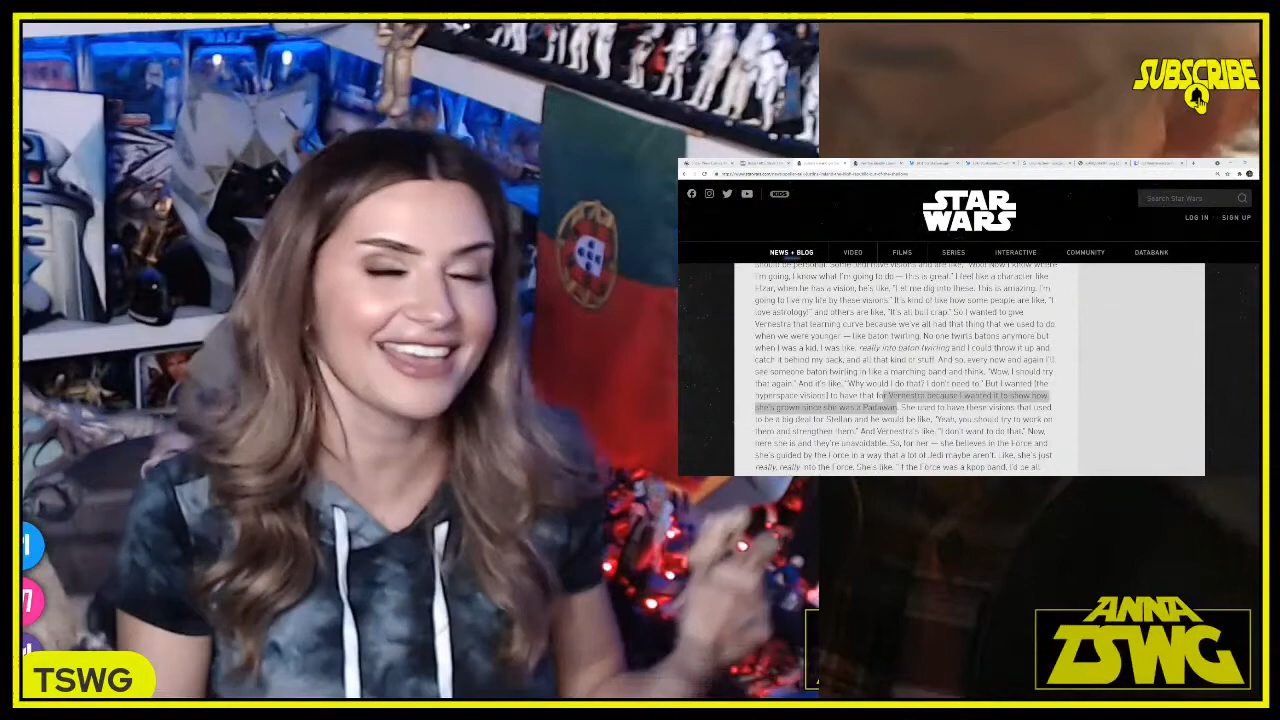 SUBSCRIBE
STAR
WARS
KIDS
Search Star Wars
LOG IN
SIGN UP
NEWS + BLOG
VIDEO
FILMS
SERIES
INTERACTIVE
COMMUNITY
DATABANK
I'm going, I know what I'm going to do — this is great." I feel like a character like
Elzar, when he has a vision, he's like, "Let me dig into these. This is amazing. I'm
going to live my life by these visions." It's kind of like how some people are like, "I
love astrology!" and others are like, "It's all bull crap." So I wanted to give
Vernestra that learning curve because we've all had that thing that we used to do
when we were younger — like baton twirling. No one twirls batons anymore but
when I was a kid, I was like, really into baton twirling and I could throw it up and
catch it behind my back, and all that kind of stuff. And so, every now and again I'll
see someone baton twirling in like a marching band and think, "Wow, I should try
that again." And it's like, "Why would I do that? I don't need to." But I wanted [the
hyperspace visions] to have that for Vernestra because I wanted it to show how
she's grown since she was a Padawan. She used to have these visions that used
to be a big deal for Stellan and he would be like, "Yeah, you should try to work on
them and strengthen them." And Vernestra's like, "I don't want to do that." Now,
here she is and they're unavoidable. So, for her — she believes in the Force and
she's guided by the Force in a way that a lot of Jedi maybe aren't. Like, she's just
really, really into the Force. She's like, "If the Force was a kpop band, I'd be all
ANNA
TSWG
TSWG